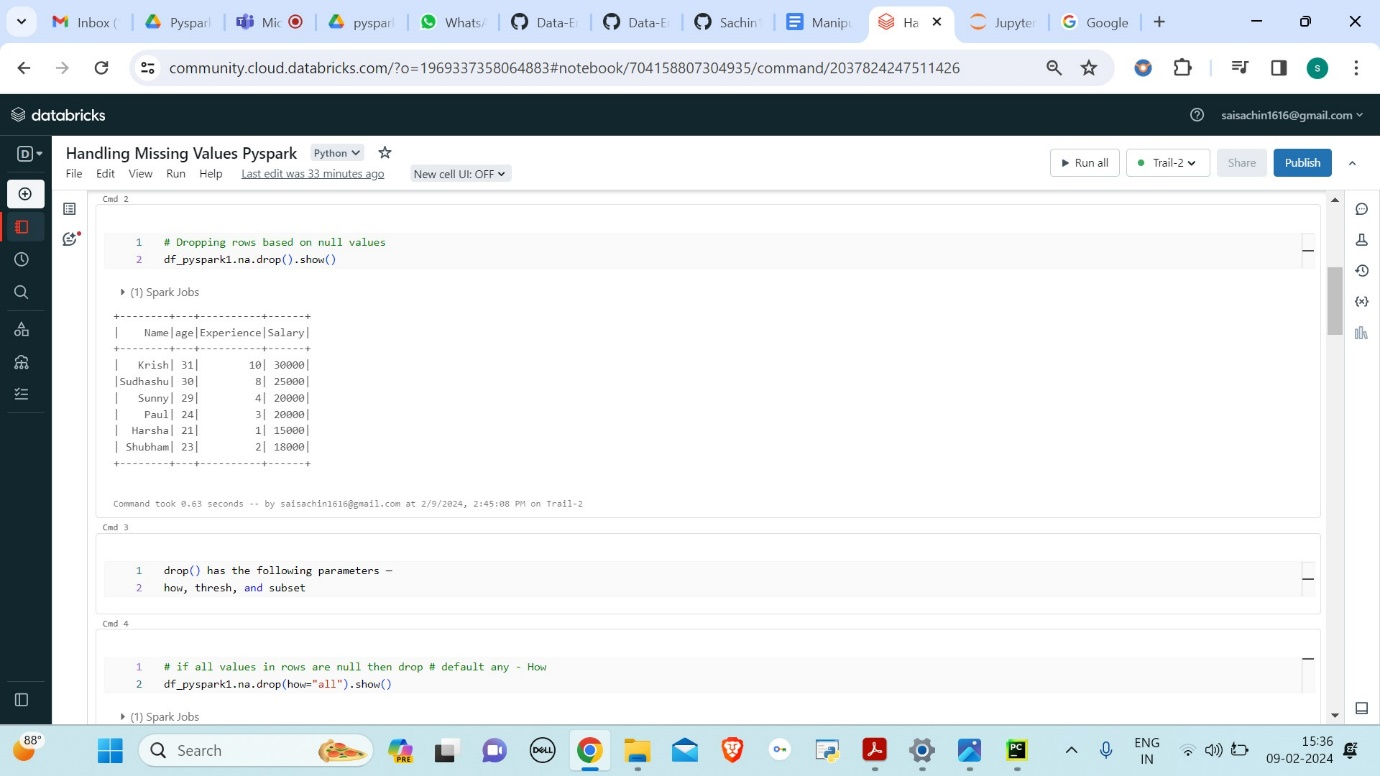 Inbox (
Pyspark
Mic
pyspark
WhatsA
Data-E
Data-E
Sachin
Manipu
Ha
Jupyter
Google
community.cloud.databricks.com/?o=1969337358064883#notebook/704158807304935/command/2037824247511426
S
databricks
saisachin1616@gmail.com
D
Handling Missing Values Pyspark
Python
File Edit View Run Help Last edit was 33 minutes ago New cell UI: OFF
Run all
Trail-2
Share
Publish
Cmd 2
1 # Dropping rows based on null values
2 df_pyspark1.na.drop().show()
(1) Spark Jobs
+--------+---+----------+------+
|    Name|age|Experience|Salary|
+--------+---+----------+------+
|   Krish| 31|        10| 30000|
|Sudhashu| 30|         8| 25000|
|   Sunny| 29|         4| 20000|
|    Paul| 24|         3| 20000|
|  Harsha| 21|         1| 15000|
| Shubham| 23|         2| 18000|
+--------+---+----------+------+
Command took 0.63 seconds -- by saisachin1616@gmail.com at 2/9/2024, 2:45:08 PM on Trail-2
Cmd 3
1 drop() has the following parameters —
2 how, thresh, and subset
Cmd 4
1 # if all values in rows are null then drop # default any - How
2 df_pyspark1.na.drop(how="all").show()
(1) Spark Jobs
88°
Search
PRE
DELL
PC
ENG
IN
15:36
09-02-2024